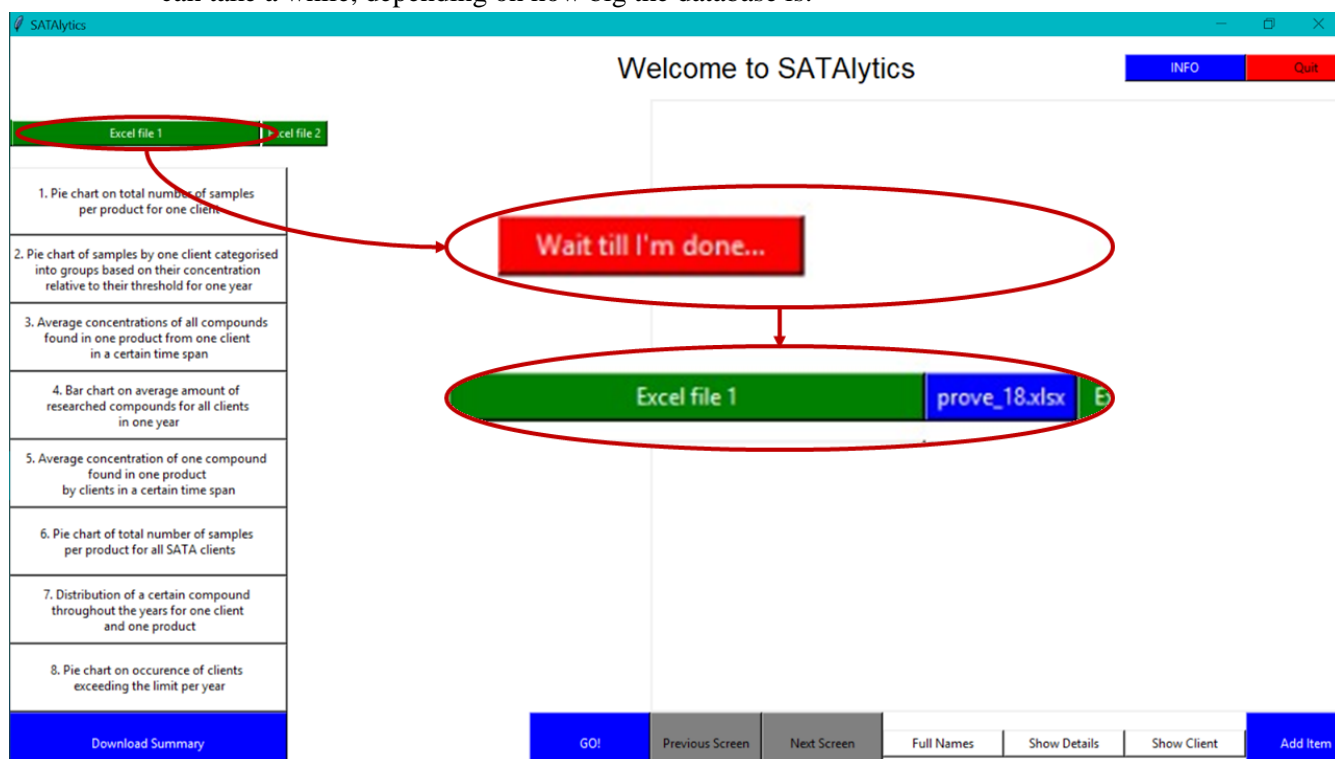 can take a while, depending on how big the database is.
SATAlytics
Welcome to SATAlytics
INFO
Quit
Excel file 1
Excel file 2
1. Pie chart on total number of samples
per product for one client
2. Pie chart of samples by one client categorised
into groups based on their concentration
relative to their threshold for one year
3. Average concentrations of all compounds
found in one product from one client
in a certain time span
4. Bar chart on average amount of
researched compounds for all clients
in one year
5. Average concentration of one compound
found in one product
by clients in a certain time span
6. Pie chart of total number of samples
per product for all SATA clients
7. Distribution of a certain compound
throughout the years for one client
and one product
8. Pie chart on occurence of clients
exceeding the limit per year
Download Summary
Wait till I'm done...
Excel file 1
prove_18.xlsx
GO!
Previous Screen
Next Screen
Full Names
Show Details
Show Client
Add Item